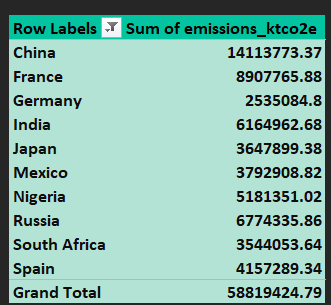 Row Labels Sum of emissions_ktco2e
China 14113773.37
France 8907765.88
Germany 2535084.8
India 6164962.68
Japan 3647899.38
Mexico 3792908.82
Nigeria 5181351.02
Russia 6774335.86
South Africa 3544053.64
Spain 4157289.34
Grand Total 58819424.79